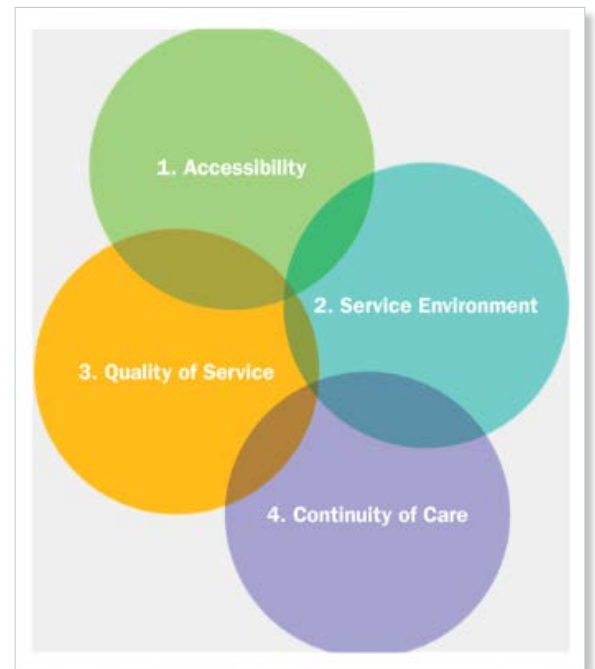 1. Accessibility
2. Service Environment
3. Quality of Service
4. Continuity of Care